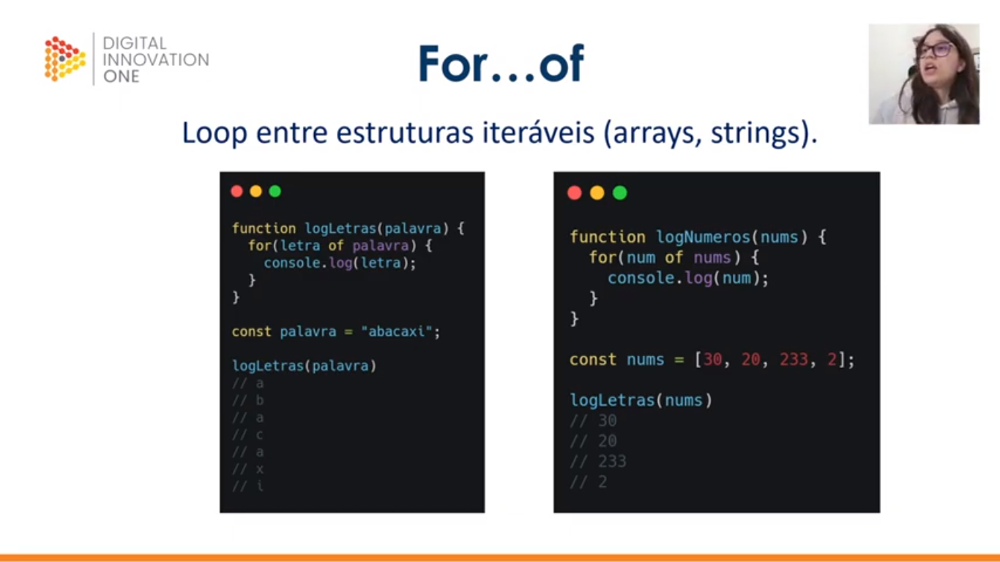 DIGITAL
INNOVATION
ONE
For...of
Loop entre estruturas iteráveis (arrays, strings).
function logLetras(palavra) {
  for(letra of palavra) {
    console.log(letra);
  }
}
const palavra = "abacaxi";
logLetras(palavra)
// a
// b
// a
// c
// a
// x
// i
function logNumeros(nums) {
  for(num of nums) {
    console.log(num);
  }
}
const nums = [30, 20, 233, 2];
logLetras(nums)
// 30
// 20
// 233
// 2